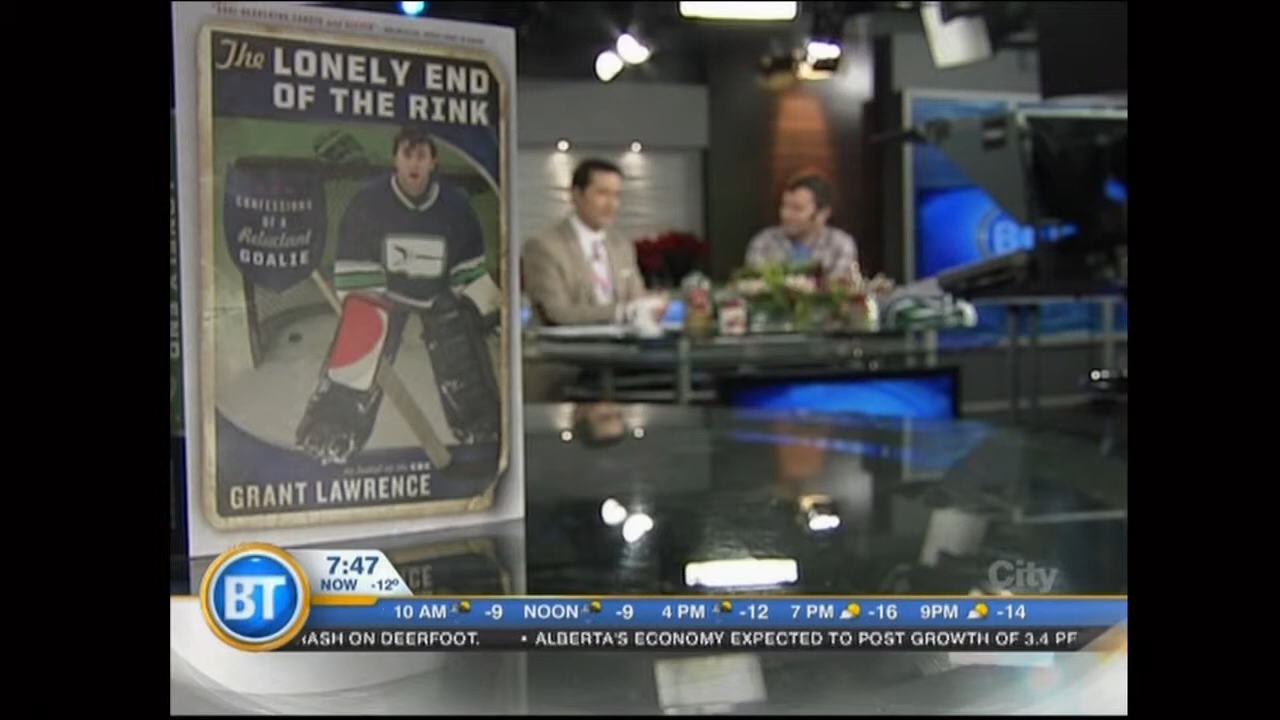 The LONELY END
OF THE RINK
CONFESSIONS
OF A
Reluctant
GOALIE
GRANT LAWRENCE
BT
City
BT
7:47
NOW -12°
10 AM -9 NOON -9 4 PM -12 7 PM -16 9PM -14
ASH ON DEERFOOT. • ALBERTA'S ECONOMY EXPECTED TO POST GROWTH OF 3.4 PE